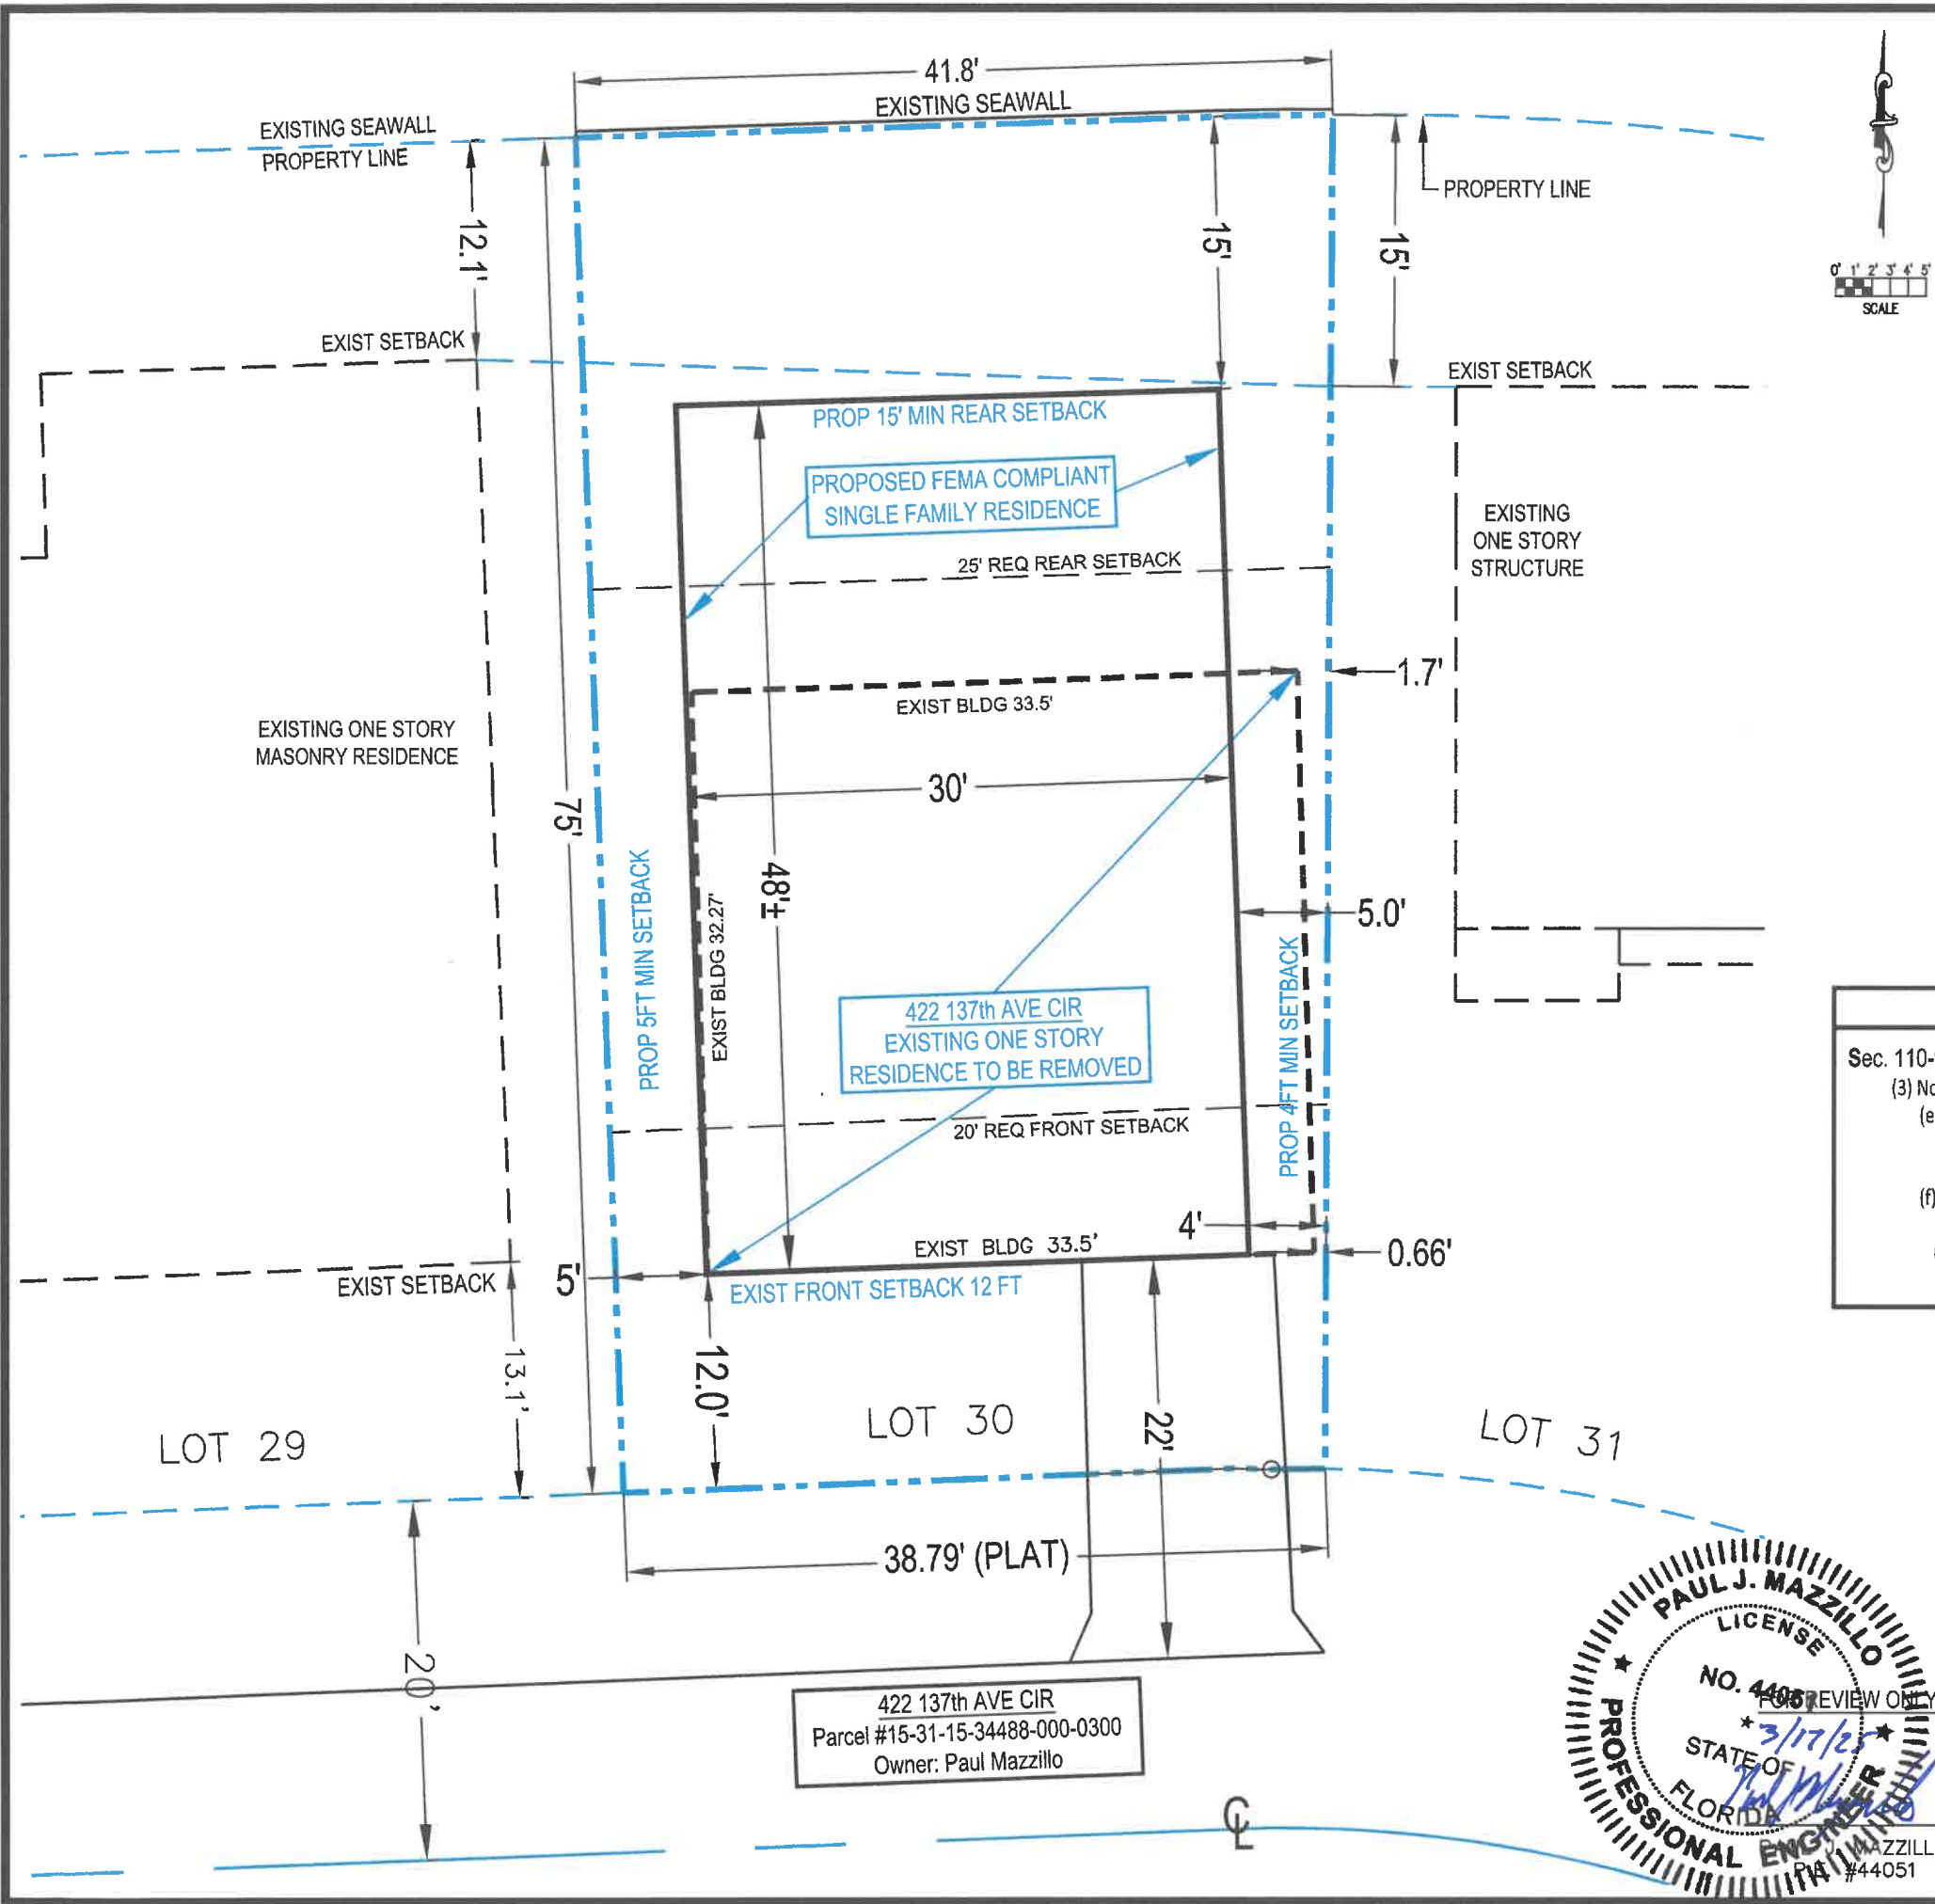 41.8'
EXISTING SEAWALL
EXISTING SEAWALL
PROPERTY LINE
PROPERTY LINE
12.1'
15'
15'
0' 1' 2' 3' 4' 5'
SCALE
EXIST SETBACK
EXIST SETBACK
PROP 15' MIN REAR SETBACK
PROPOSED FEMA COMPLIANT
SINGLE FAMILY RESIDENCE
EXISTING
ONE STORY
STRUCTURE
25' REQ REAR SETBACK
1.7'
EXIST BLDG 33.5'
EXISTING ONE STORY
MASONRY RESIDENCE
30'
75'
48'±
PROP 5FT MIN SETBACK
EXIST BLDG 32.27'
5.0'
PROP 4FT MIN SETBACK
422 137th AVE CIR
EXISTING ONE STORY
RESIDENCE TO BE REMOVED
Sec. 110-
(3) No
(e
(f)
20' REQ FRONT SETBACK
4'
EXIST BLDG 33.5'
0.66'
EXIST SETBACK
5'
EXIST FRONT SETBACK 12 FT
13.1'
12.0'
22'
LOT 29
LOT 30
LOT 31
38.79' (PLAT)
20'
422 137th AVE CIR
Parcel #15-31-15-34488-000-0300
Owner: Paul Mazzillo
CL
PAUL J. MAZZILLO
LICENSE
NO. 44051
FOR REVIEW ONLY
3/17/25
STATE OF
FLORIDA
PROFESSIONAL ENGINEER
MAZZILL
P.E. #44051